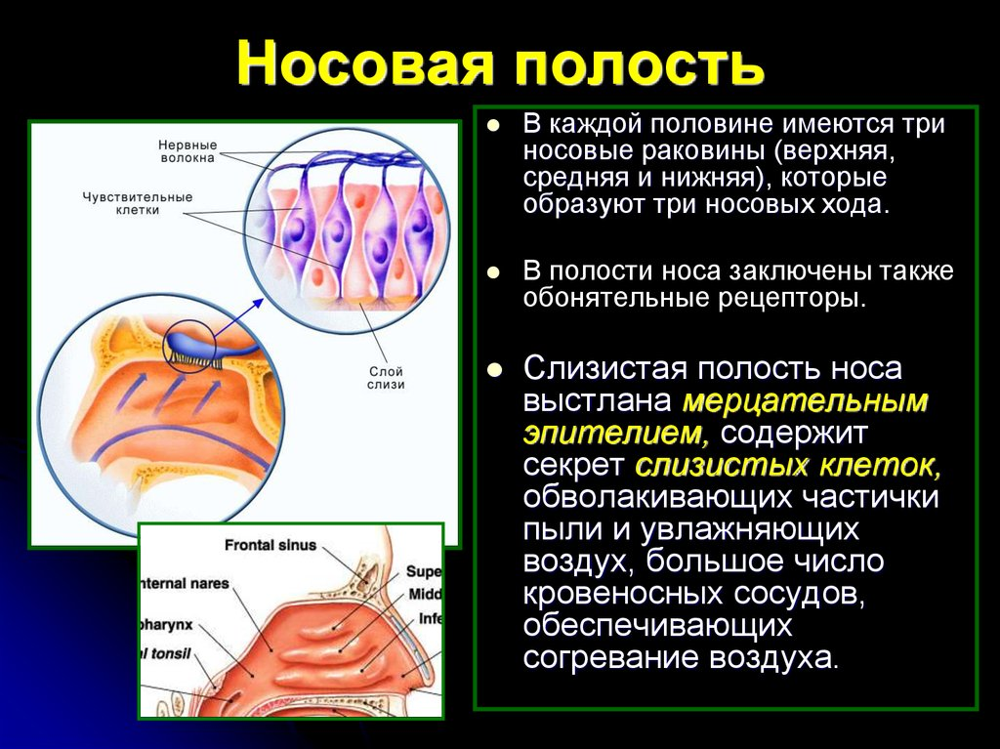 Носовая полость
Нервные
волокна
Чувствительные
клетки
Слой
слизи
Frontal sinus
nternal nares
pharynx
al tonsil
Supe
Midd
Infe
В каждой половине имеются три
носовые раковины (верхняя,
средняя и нижняя), которые
образуют три носовых хода.
В полости носа заключены также
обонятельные рецепторы.
Слизистая полость носа
выстлана мерцательным
эпителием, содержит
секрет слизистых клеток,
обволакивающих частички
пыли и увлажняющих
воздух, большое число
кровеносных сосудов,
обеспечивающих
согревание воздуха.